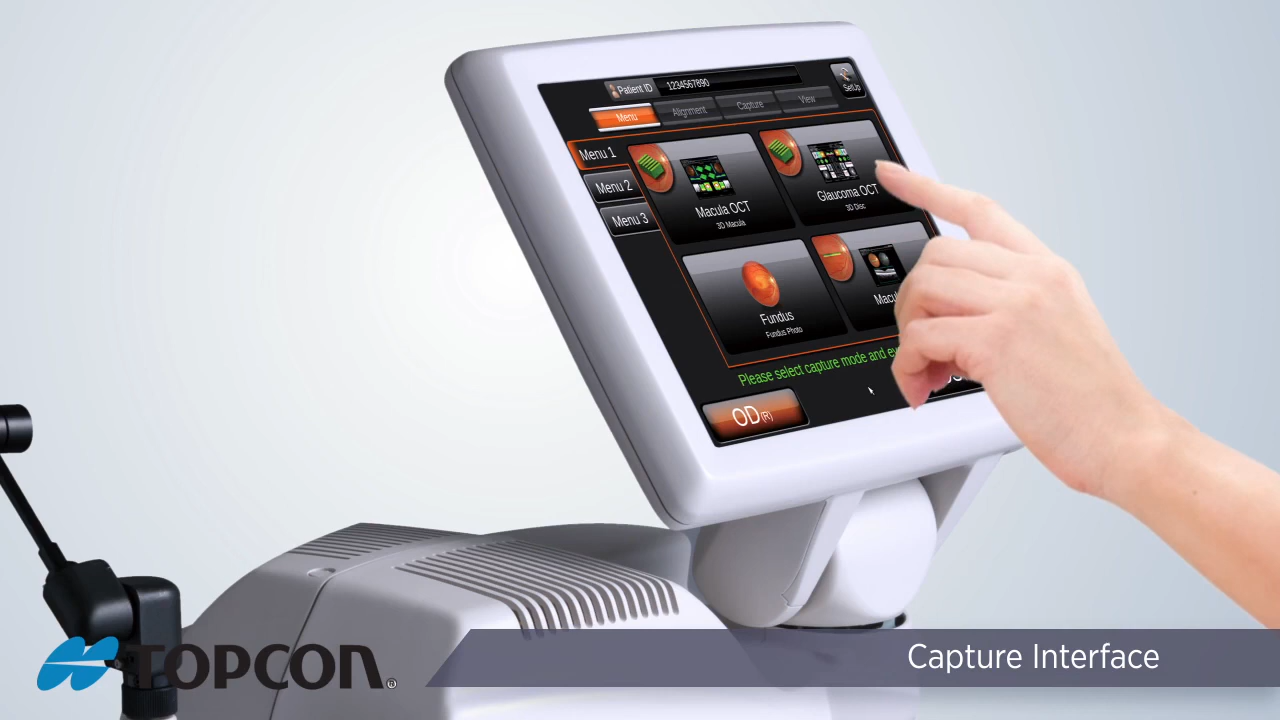 Patient ID 1234567890
SetUp
Menu Alignment Capture View
Menu 1
Menu 2
Menu 3
Macula OCT
3D Macula
Glaucoma OCT
3D Disc
Fundus
Fundus Photo
Please select capture mode and
OD(R)
TOPCON®
Capture Interface